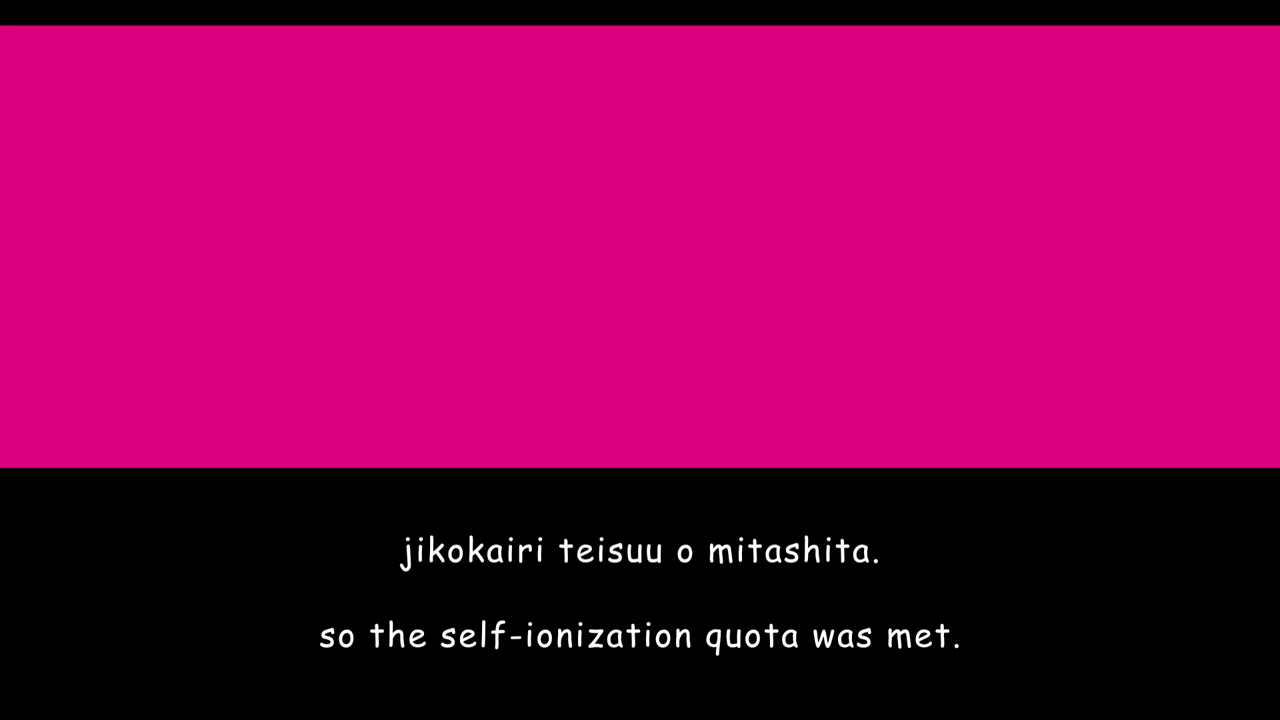 jikokairi teisuu o mitashita.
so the self-ionization quota was met.